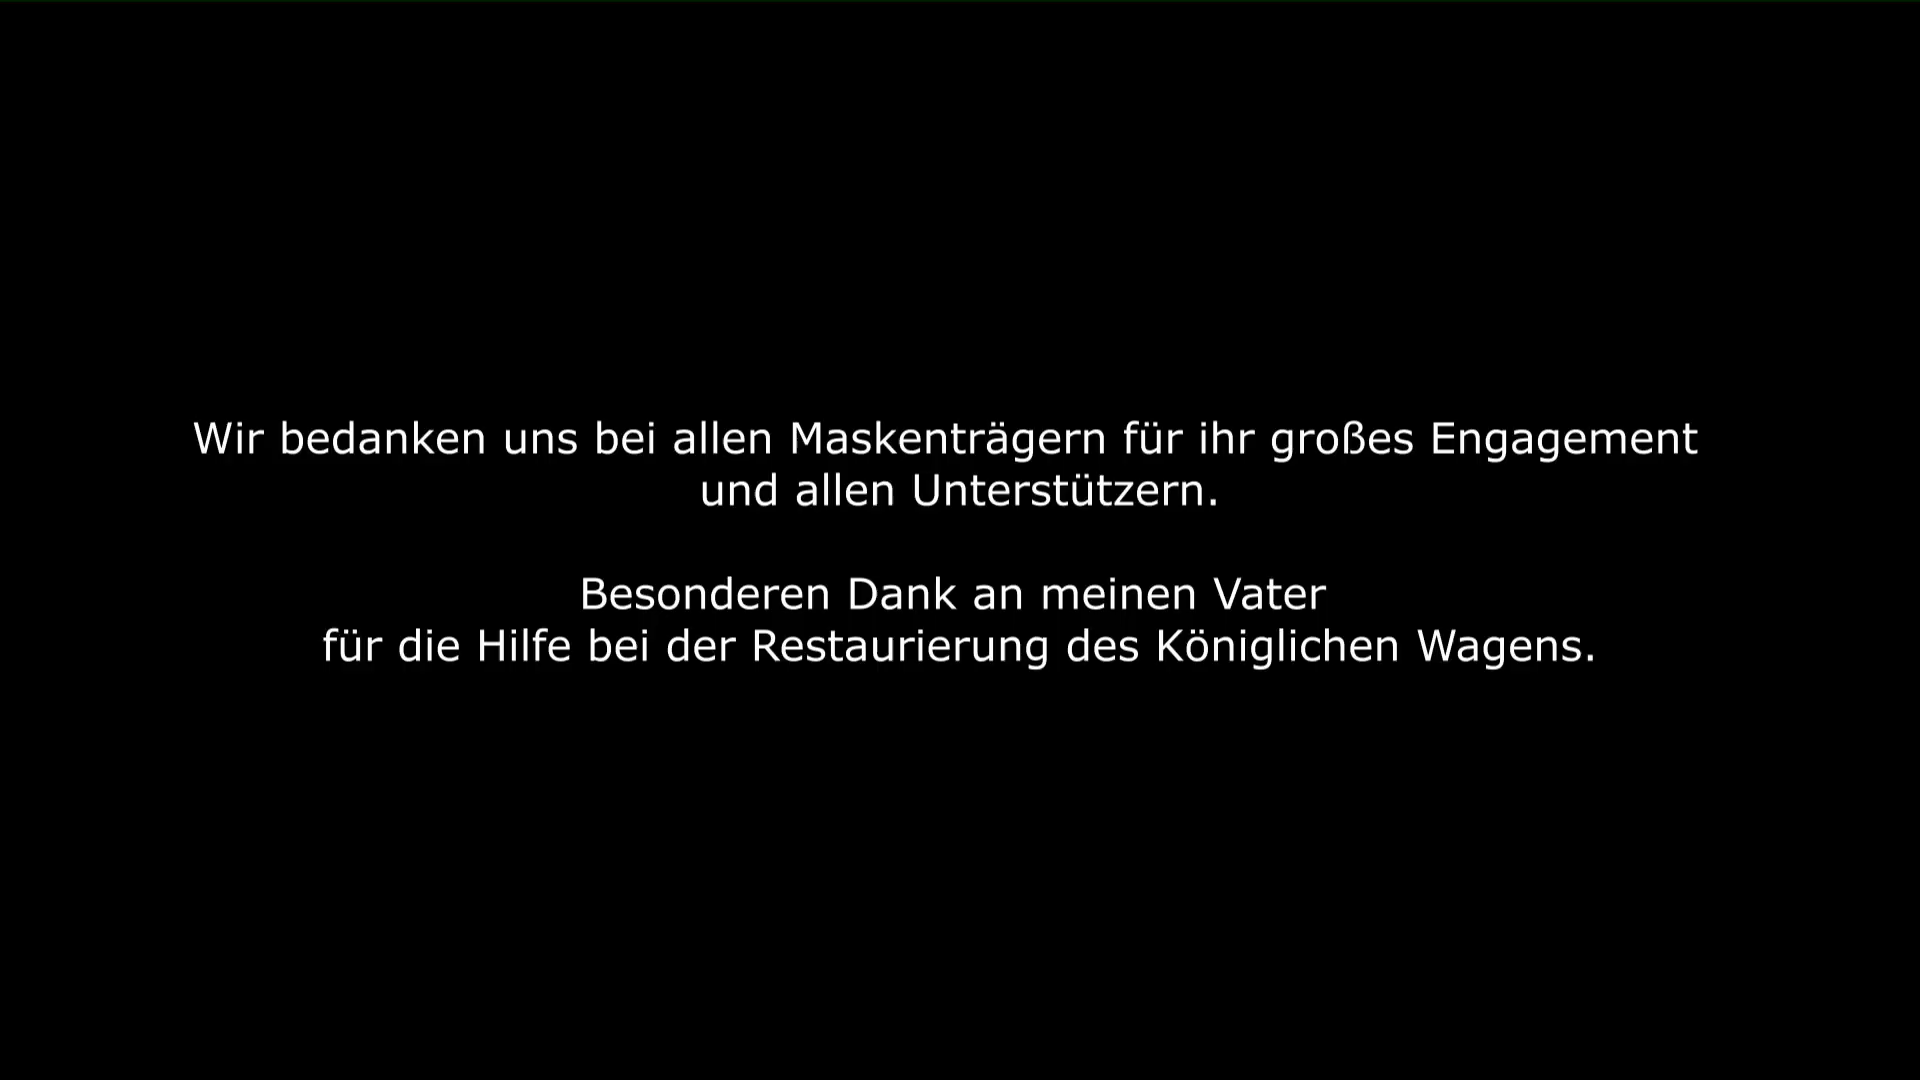 Wir bedanken uns bei allen Maskenträgern für ihr großes Engagement
und allen Unterstützern.
Besonderen Dank an meinen Vater
für die Hilfe bei der Restaurierung des Königlichen Wagens.